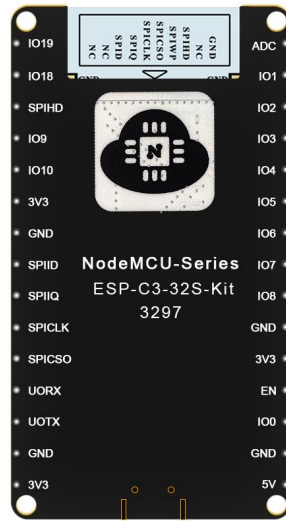 NC
NC
SPID
SPIQ
SPICLK
SPICSO
SPIWP
SPIHD
NC
GND
GND
GND
IO19
ADC
IO18
IO1
SPIHD
IO2
IO9
IO3
IO10
IO4
3V3
IO5
GND
IO6
SPIID
IO7
SPIIQ
IO8
SPICLK
GND
SPICSO
3V3
UORX
EN
UOTX
IO0
GND
GND
3V3
5V
NodeMCU-Series
ESP-C3-32S-Kit
3297